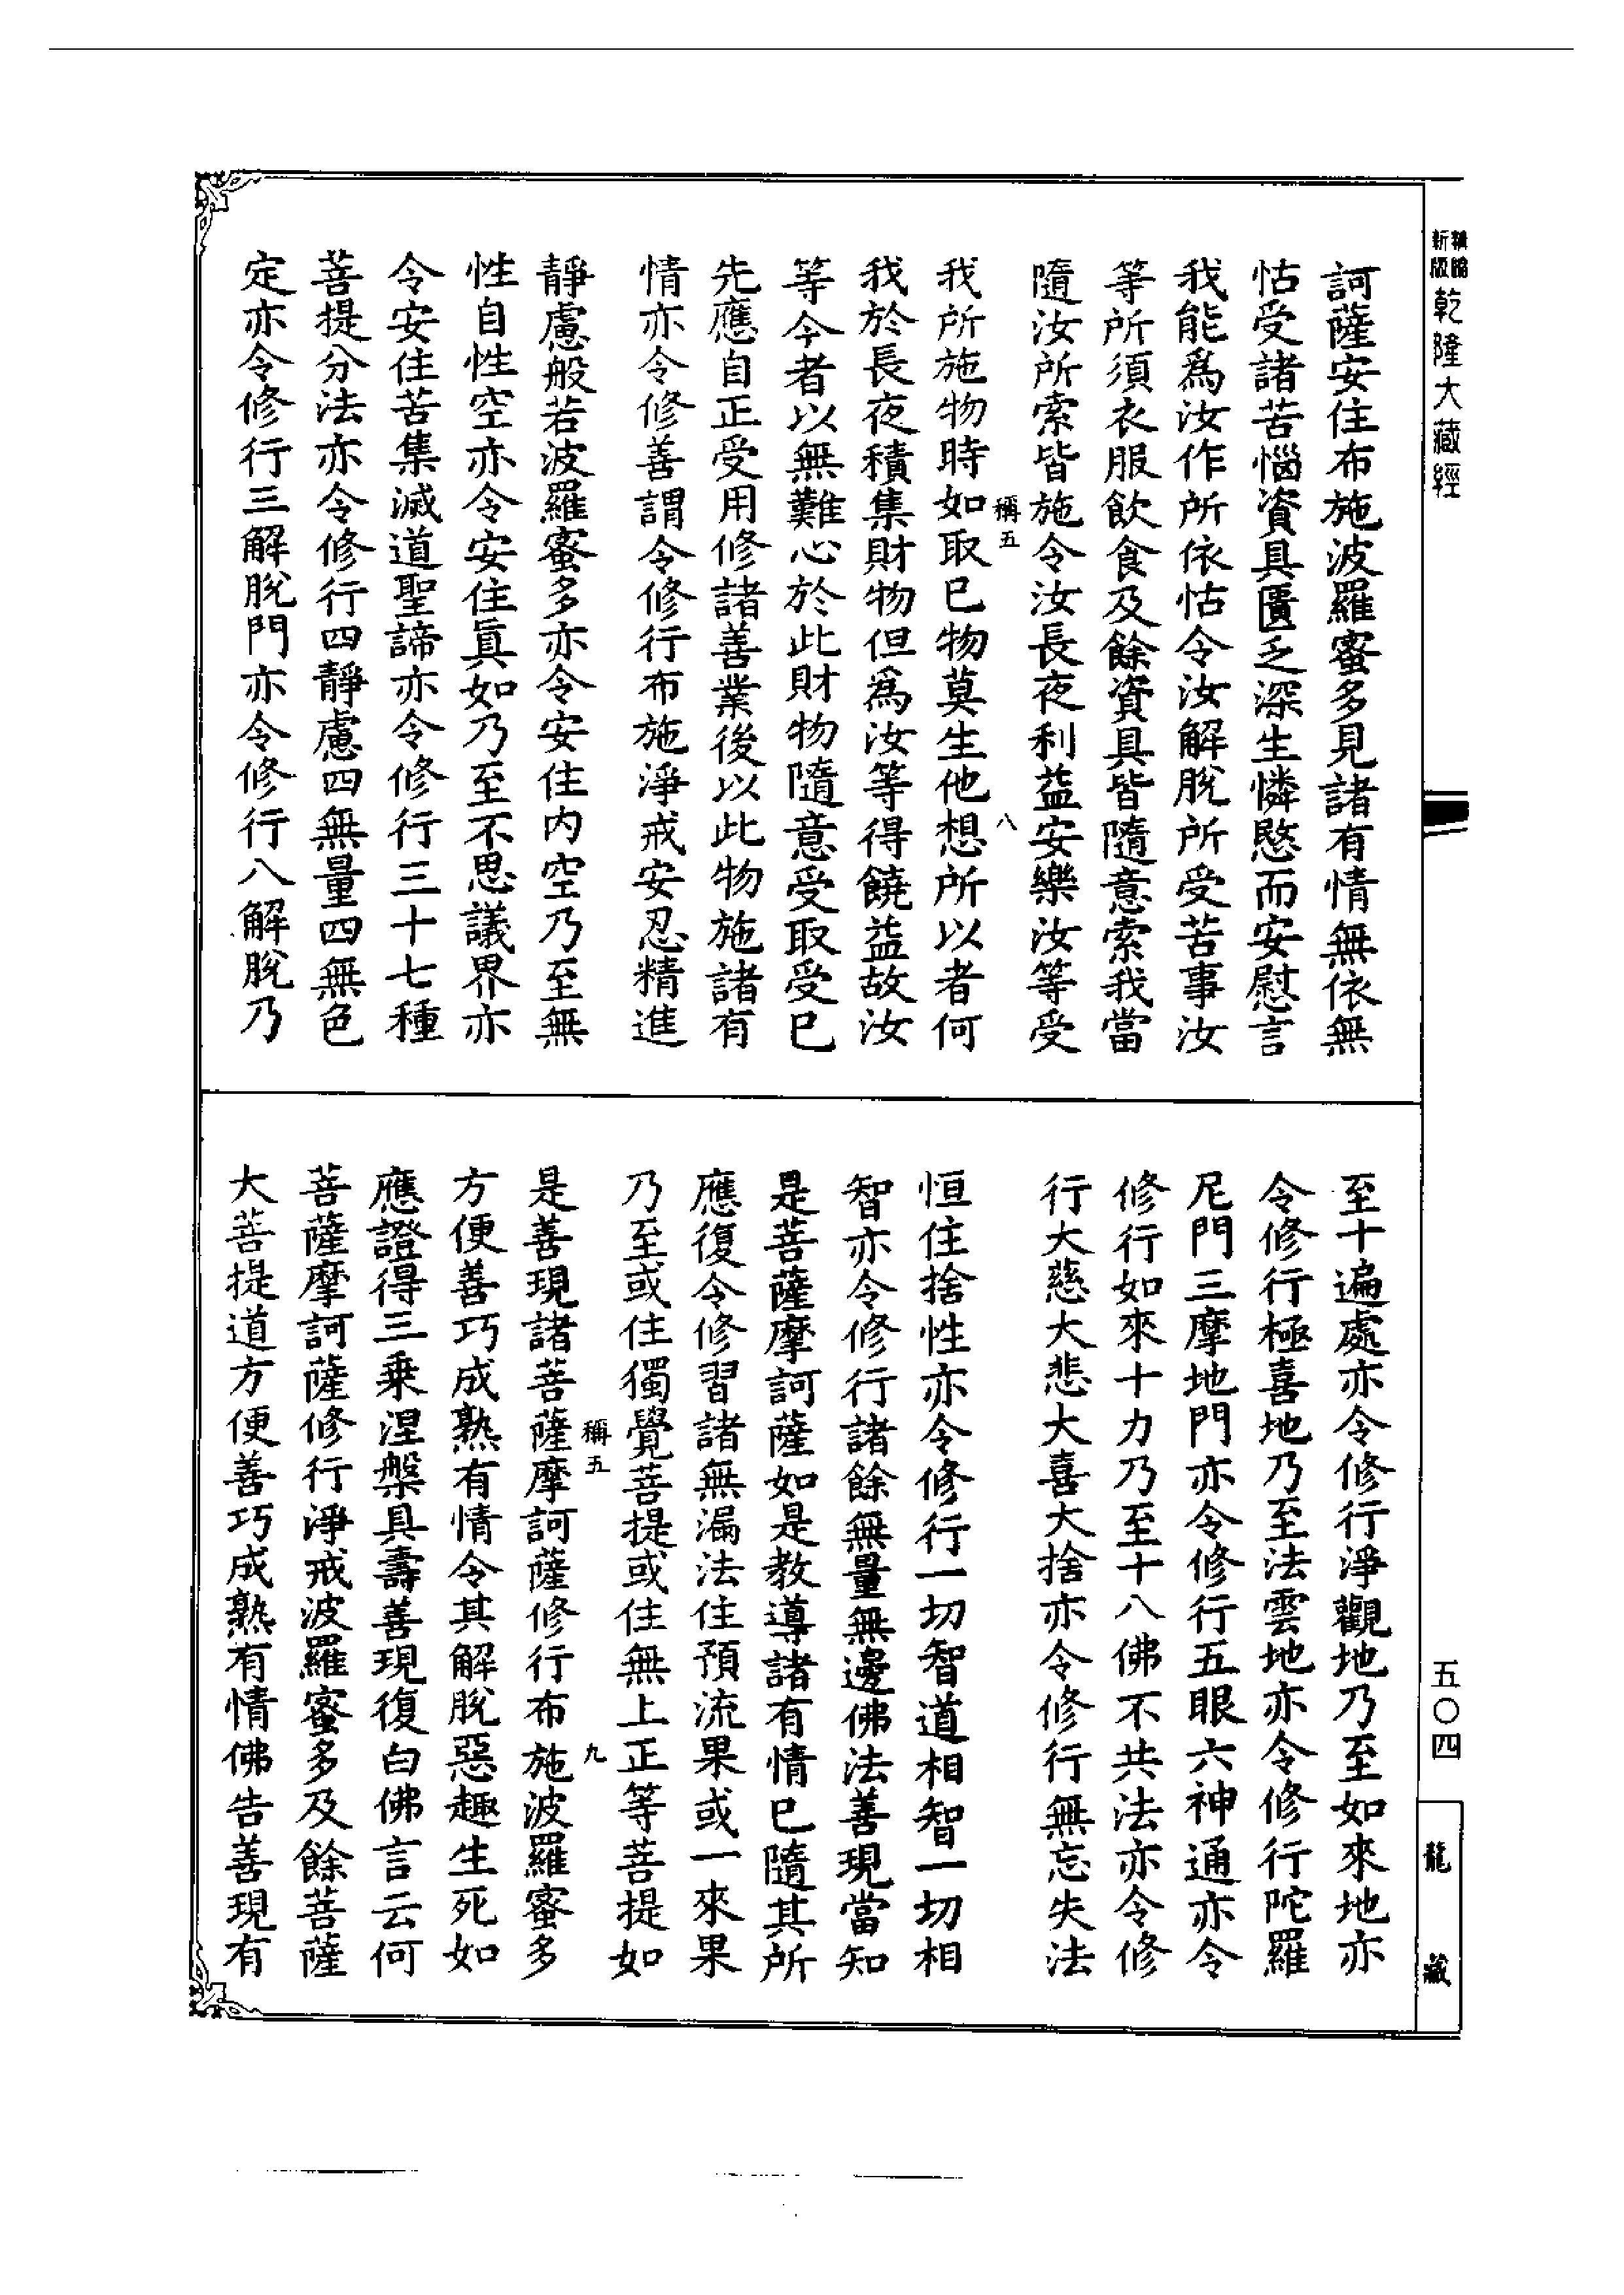 精編新版乾隆大藏經
訶薩安住布施波羅蜜多見諸有情無依無
怙受諸苦惱資具匱乏深生憐愍而安慰言
我能爲汝作所依怙令汝解脫所受苦事汝
等所須衣服飲食及餘資具皆隨意索我當
隨汝所索皆施令汝長夜利益安樂汝等受
稱五 八
我所施物時如取已物莫生他想所以者何
我於長夜積集財物但爲汝等得饒益故汝
等今者以無難心於此財物隨意受取受已
先應自正受用修諸善業後以此物施諸有
情亦令修善謂令修行布施淨戒安忍精進
靜慮般若波羅蜜多亦令安住內空乃至無
性自性空亦令安住眞如乃至不思議界亦
令安住苦集滅道聖諦亦令修行三十七種
菩提分法亦令修行四靜慮四無量四無色
定亦令修行三解脫門亦令修行八解脫乃
至十遍處亦令修行淨觀地乃至如來地亦
令修行極喜地乃至法雲地亦令修行陀羅
尼門三摩地門亦令修行五眼六神通亦令
修行如來十力乃至十八佛不共法亦令修
行大慈大悲大喜大捨亦令修行無忘失法
恒住捨性亦令修行一切智道相智一切相
智亦令修行諸餘無量無邊佛法善現當知
是菩薩摩訶薩如是教導諸有情已隨其所
應復令修習諸無漏法住預流果或一來果
乃至或住獨覺菩提或住無上正等菩提如
稱五 九
是善現諸菩薩摩訶薩修行布施波羅蜜多
方便善巧成熟有情令其解脫惡趣生死如
應證得三乘涅槃具壽善現復白佛言云何
菩薩摩訶薩修行淨戒波羅蜜多及餘菩薩
大菩提道方便善巧成熟有情佛告善現有
五〇四
龍藏